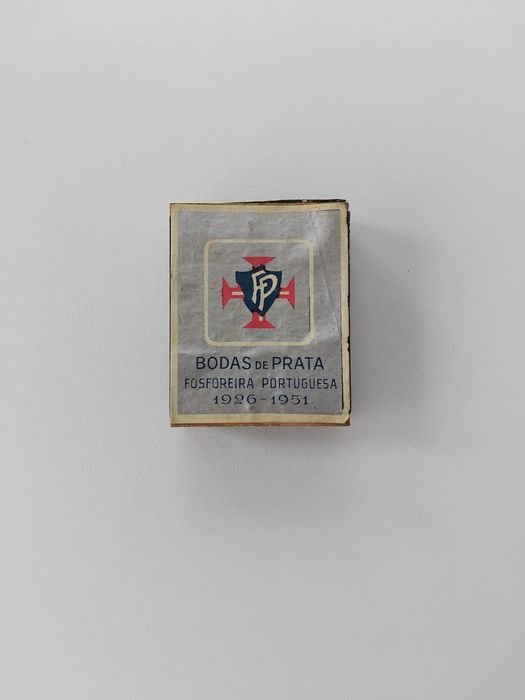 FP
BODAS DE PRATA
FOSFOREIRA PORTUGUESA
1926-1951